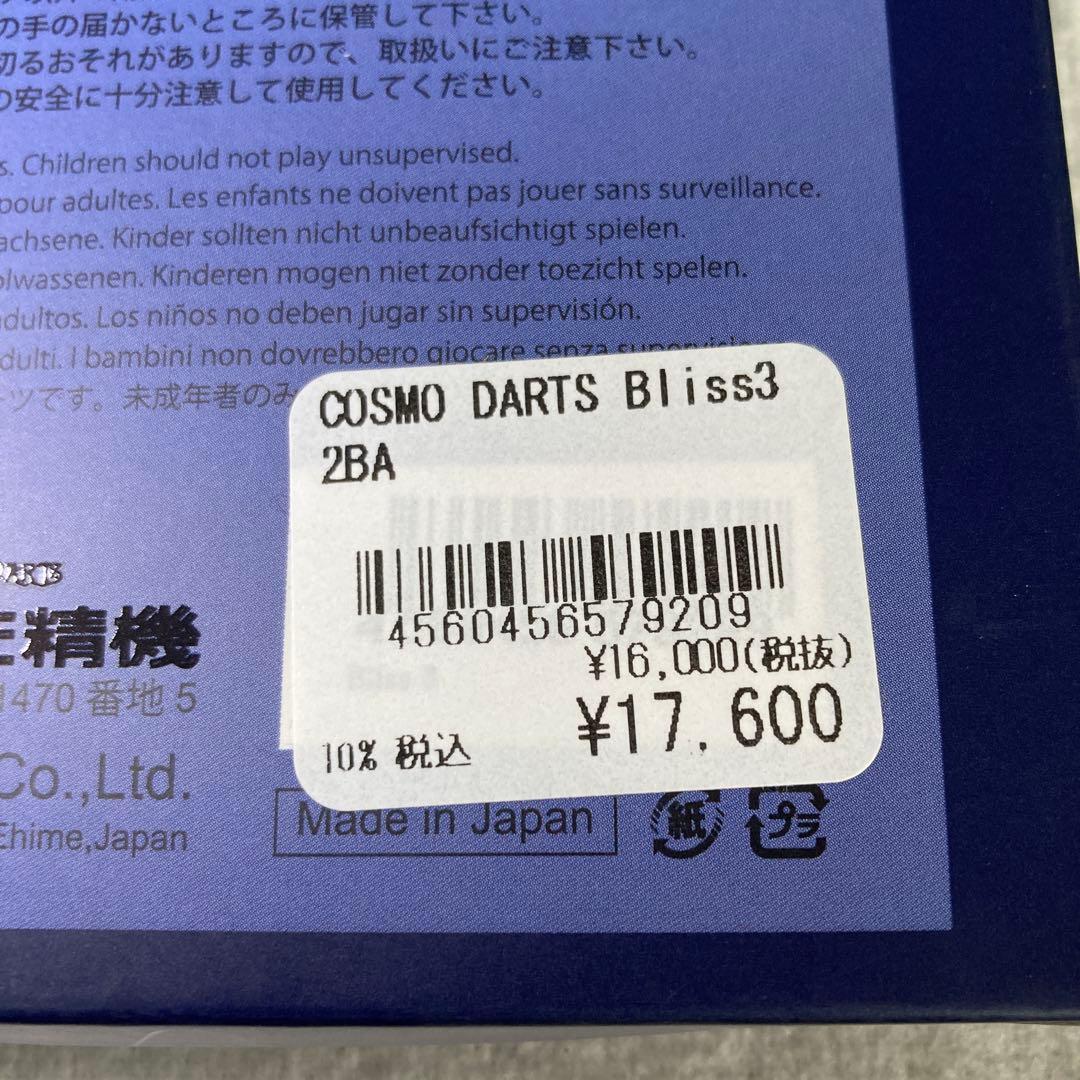 の手の届かないところに保管して下さい。
切るおそれがありますので、取扱いにご注意下さい。
の安全に十分注意して使用してください。
s. Children should not play unsupervised.
pour adultes. Les enfants ne doivent pas jouer sans surveillance.
achsene. Kinder sollten nicht unbeaufsichtigt spielen.
olwassenen. Kinderen mogen niet zonder toezicht spelen.
adultos. Los niños no deben jugar sin supervisión.
dulti. I bambini non dovrebbero giocare senza
ーツです。未成年者のみ
COSMO DARTS Bliss3
2BA
4560456579209
¥16,000(税抜)
¥17,600
10% 税込
精機
1470 番地 5
Co.,Ltd.
Ehime,Japan
Made in Japan
紙
プラ